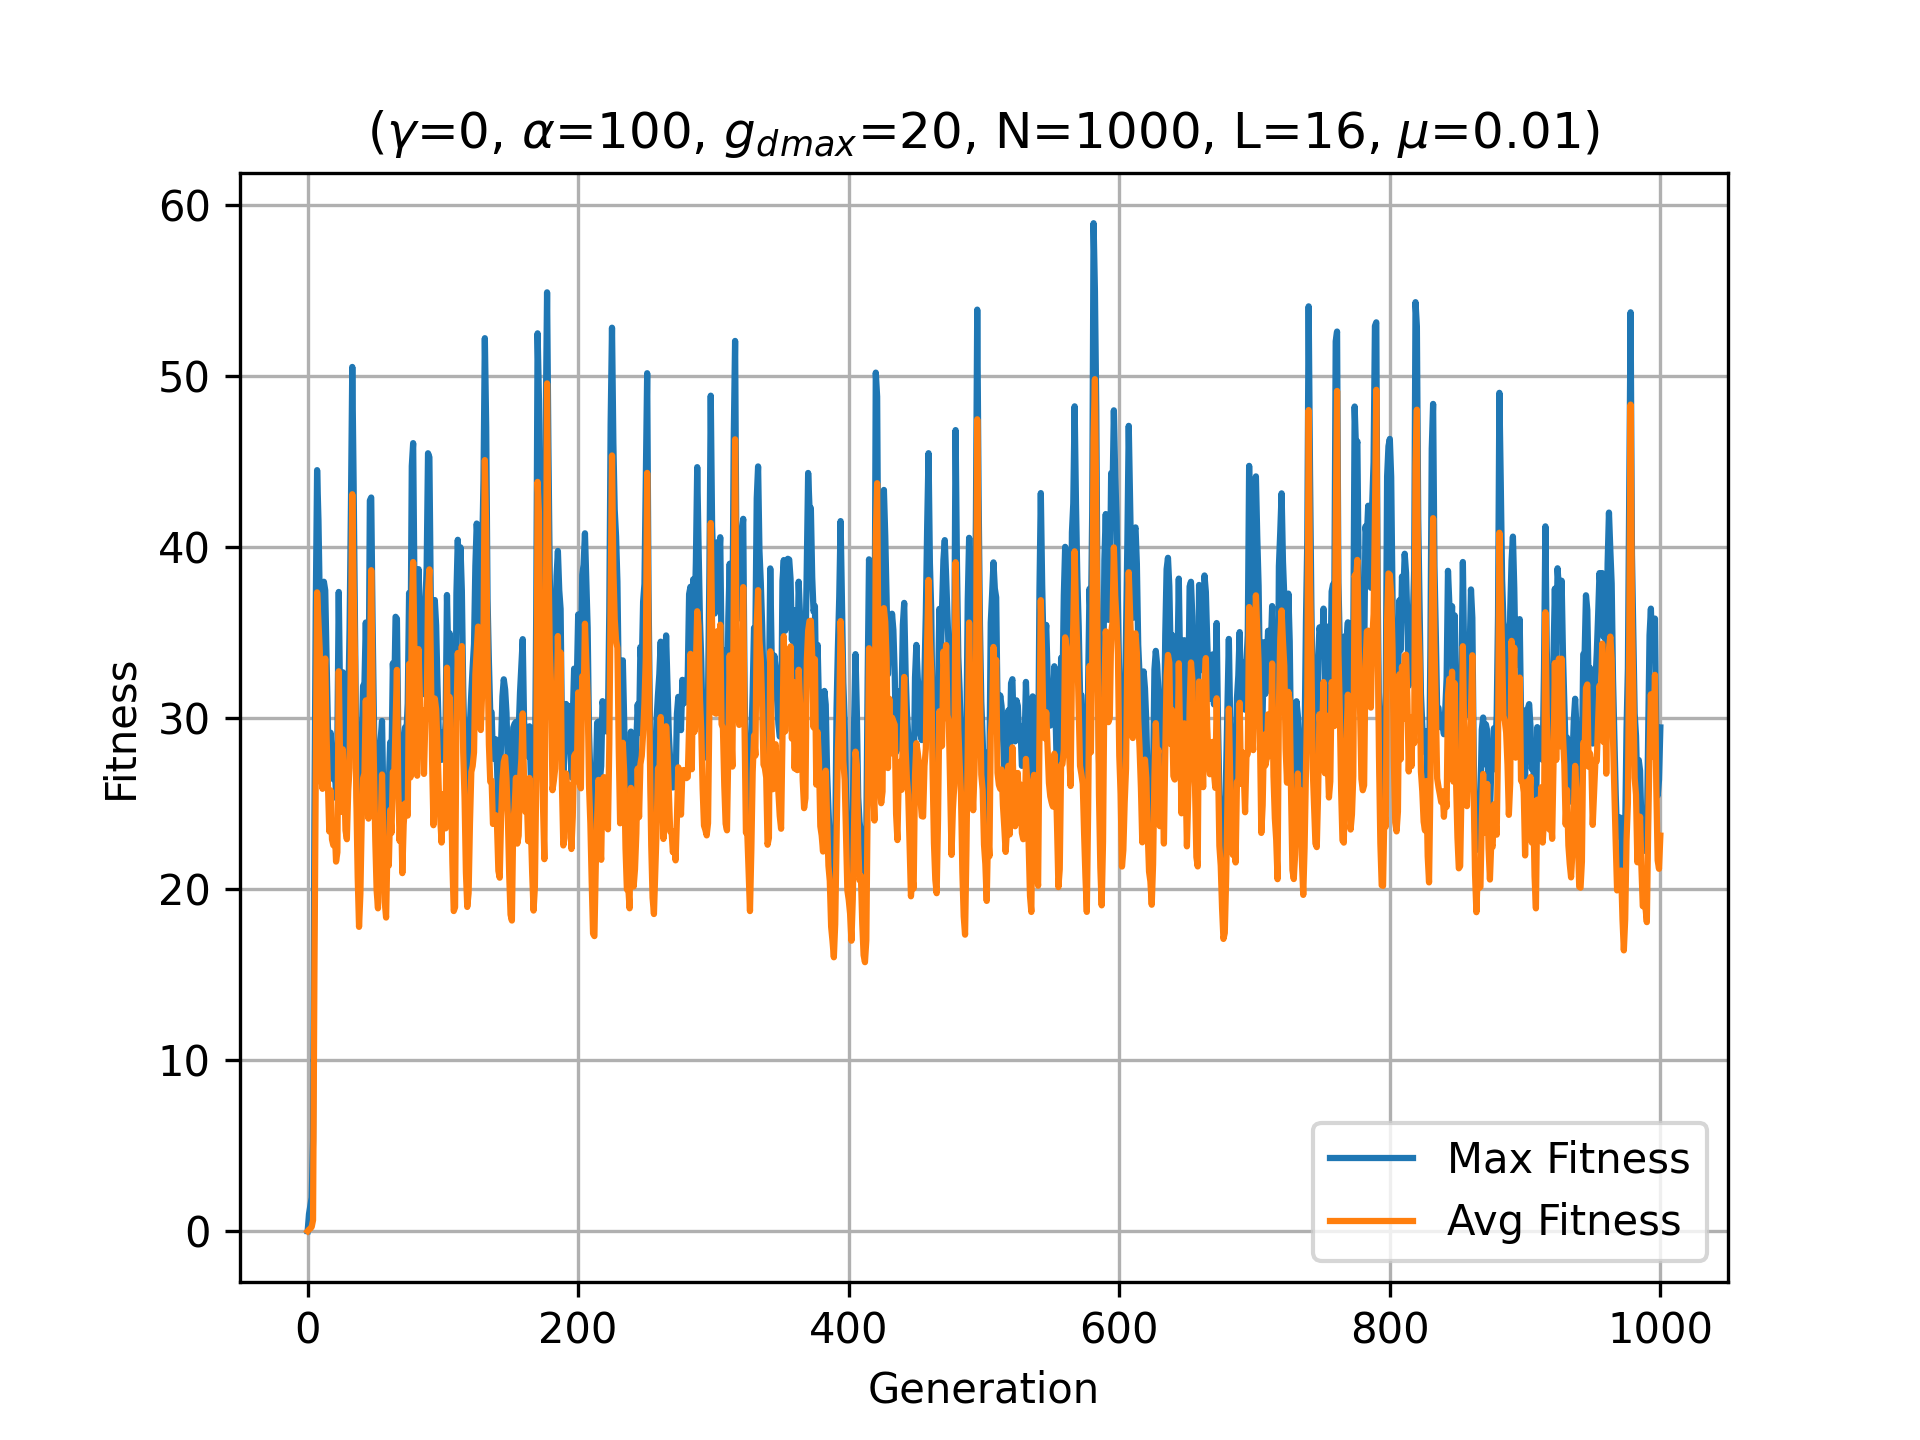 (γ=0, α=100, g_dmax=20, N=1000, L=16, μ=0.01)
Fitness
60
50
40
30
20
10
0
0 200 400 600 800 1000
Generation
Max Fitness
Avg Fitness